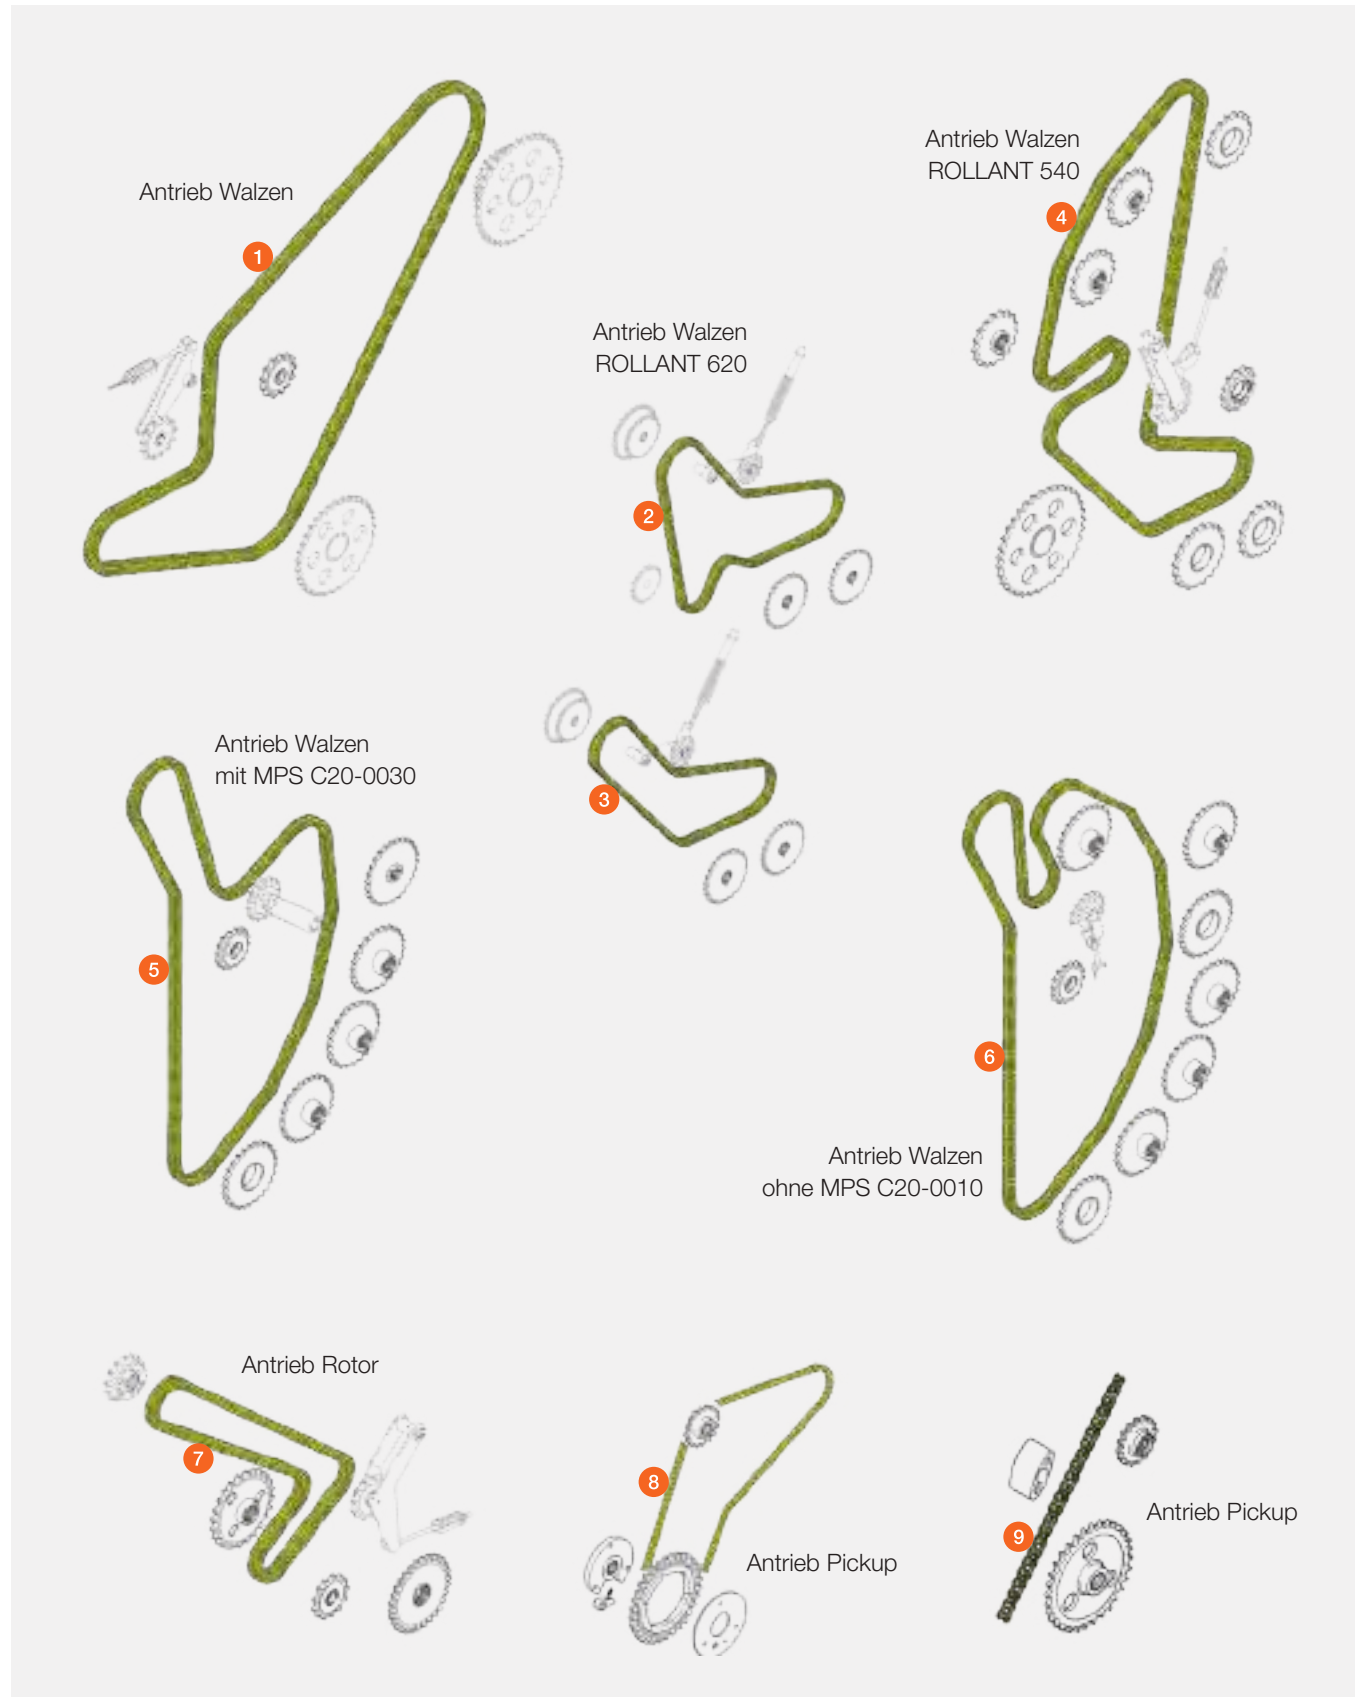 Antrieb Walzen
1
Antrieb Walzen
ROLLANT 540
4
Antrieb Walzen
ROLLANT 620
2
3
Antrieb Walzen
mit MPS C20-0030
5
6
Antrieb Walzen
ohne MPS C20-0010
Antrieb Rotor
7
8
Antrieb Pickup
9
Antrieb Pickup